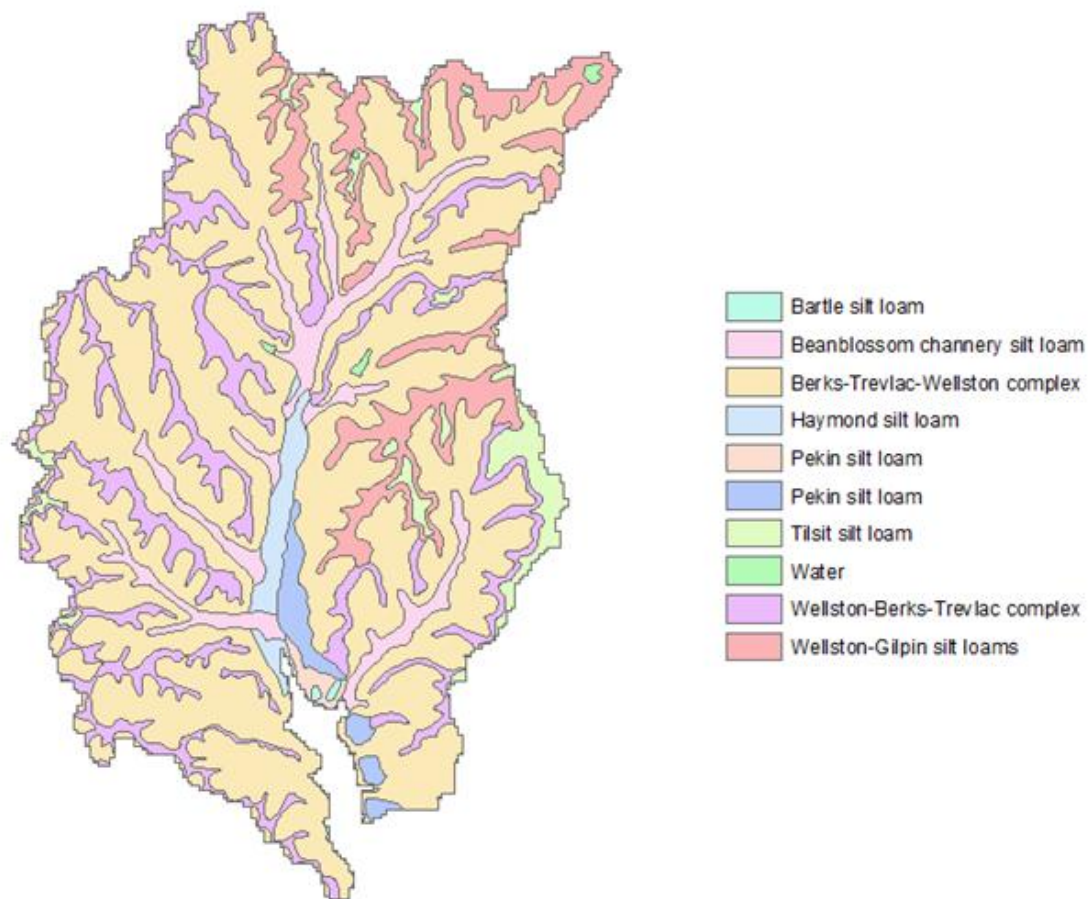 Bartle silt loam
Beanblossom channery silt loam
Berks-Trevlac-Wellston complex
Haymond silt loam
Pekin silt loam
Pekin silt loam
Tilsit silt loam
Water
Wellston-Berks-Trevlac complex
Wellston-Gilpin silt loams